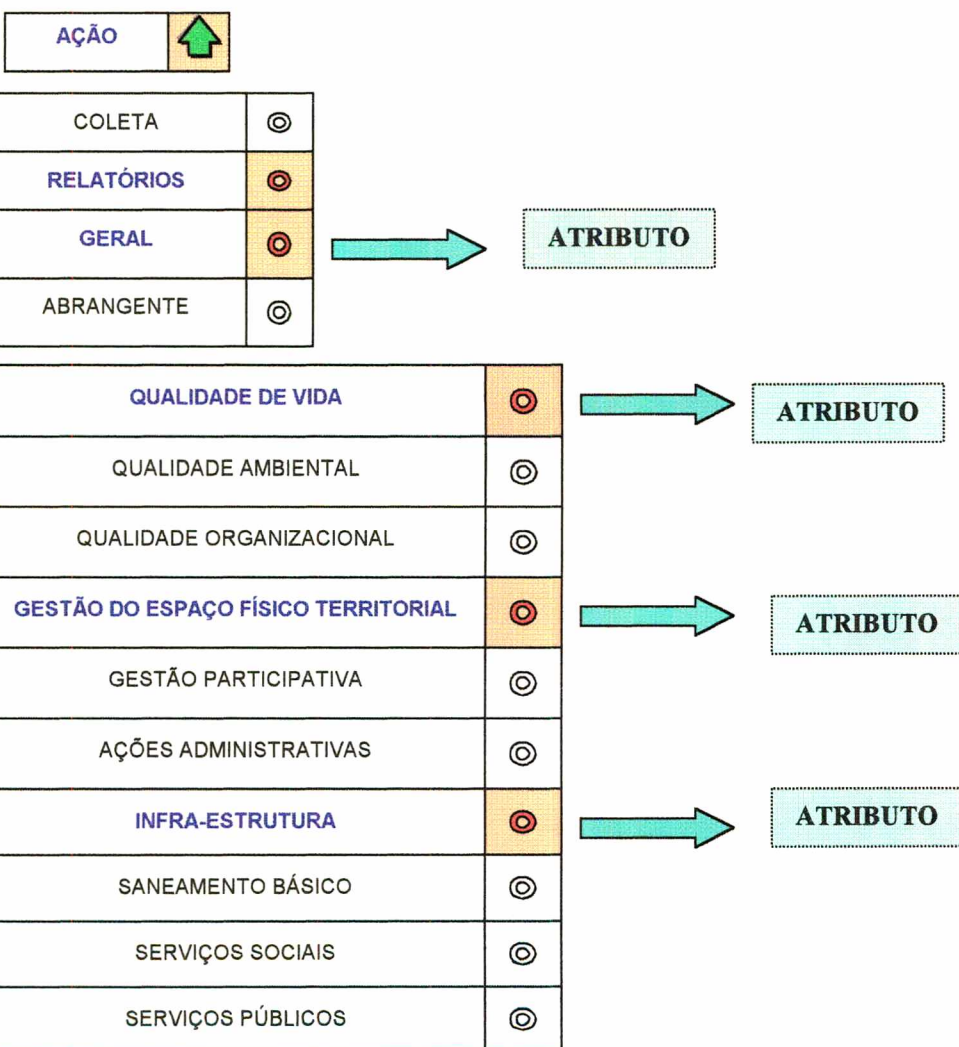 AÇÃO
COLETA
RELATÓRIOS
GERAL
ATRIBUTO
ABRANGENTE
QUALIDADE DE VIDA
ATRIBUTO
QUALIDADE AMBIENTAL
QUALIDADE ORGANIZACIONAL
GESTÃO DO ESPAÇO FÍSICO TERRITORIAL
ATRIBUTO
GESTÃO PARTICIPATIVA
AÇÕES ADMINISTRATIVAS
INFRA-ESTRUTURA
ATRIBUTO
SANEAMENTO BÁSICO
SERVIÇOS SOCIAIS
SERVIÇOS PÚBLICOS